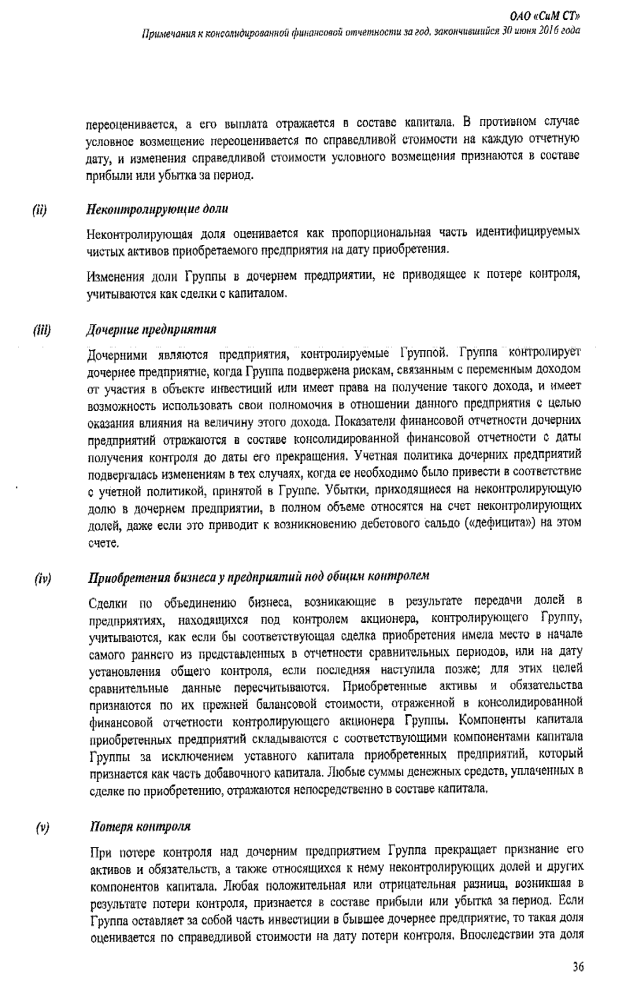 ОАО «СиМ СТ»
Примечания к консолидированной финансовой отчетности за год, закончившийся 30 июня 2016 года
переоценивается, а его выплата отражается в составе капитала. В противном случае
условное возмещение переоценивается по справедливой стоимости на каждую отчетную
дату, и изменения справедливой стоимости условного возмещения признаются в составе
прибыли или убытка за период.
(ii) Неконтролирующие доли
Неконтролирующая доля оценивается как пропорциональная часть идентифицируемых
чистых активов приобретаемого предприятия на дату приобретения.
Изменения доли Группы в дочернем предприятии, не приводящее к потере контроля,
учитываются как сделки с капиталом.
(iii) Дочерние предприятия
Дочерними являются предприятия, контролируемые Группой. Группа контролирует
дочернее предприятие, когда Группа подвержена рискам, связанным с переменным доходом
от участия в объекте инвестиций или имеет права на получение такого дохода, и имеет
возможность использовать свои полномочия в отношении данного предприятия с целью
оказания влияния на величину этого дохода. Показатели финансовой отчетности дочерних
предприятий отражаются в составе консолидированной финансовой отчетности с даты
получения контроля до даты его прекращения. Учетная политика дочерних предприятий
подвергалась изменениям в тех случаях, когда ее необходимо было привести в соответствие
с учетной политикой, принятой в Группе. Убытки, приходящиеся на неконтролирующую
долю в дочернем предприятии, в полном объеме относятся на счет неконтролирующих
долей, даже если это приводит к возникновению дебетового сальдо («дефицита») на этом
счете.
(iv) Приобретения бизнеса у предприятий под общим контролем
Сделки по объединению бизнеса, возникающие в результате передачи долей в
предприятиях, находящихся под контролем акционера, контролирующего Группу,
учитываются, как если бы соответствующая сделка приобретения имела место в начале
самого раннего из представленных в отчетности сравнительных периодов, или на дату
установления общего контроля, если последняя наступила позже; для этих целей
сравнительные данные пересчитываются. Приобретенные активы и обязательства
признаются по их прежней балансовой стоимости, отраженной в консолидированной
финансовой отчетности контролирующего акционера Группы. Компоненты капитала
приобретенных предприятий складываются с соответствующими компонентами капитала
Группы за исключением уставного капитала приобретенных предприятий, который
признается как часть добавочного капитала. Любые суммы денежных средств, уплаченных в
сделке по приобретению, отражаются непосредственно в составе капитала.
(v) Потеря контроля
При потере контроля над дочерним предприятием Группа прекращает признание его
активов и обязательств, а также относящихся к нему неконтролирующих долей и других
компонентов капитала. Любая положительная или отрицательная разница, возникшая в
результате потери контроля, признается в составе прибыли или убытка за период. Если
Группа оставляет за собой часть инвестиции в бывшее дочернее предприятие, то такая доля
оценивается по справедливой стоимости на дату потери контроля. Впоследствии эта доля
36